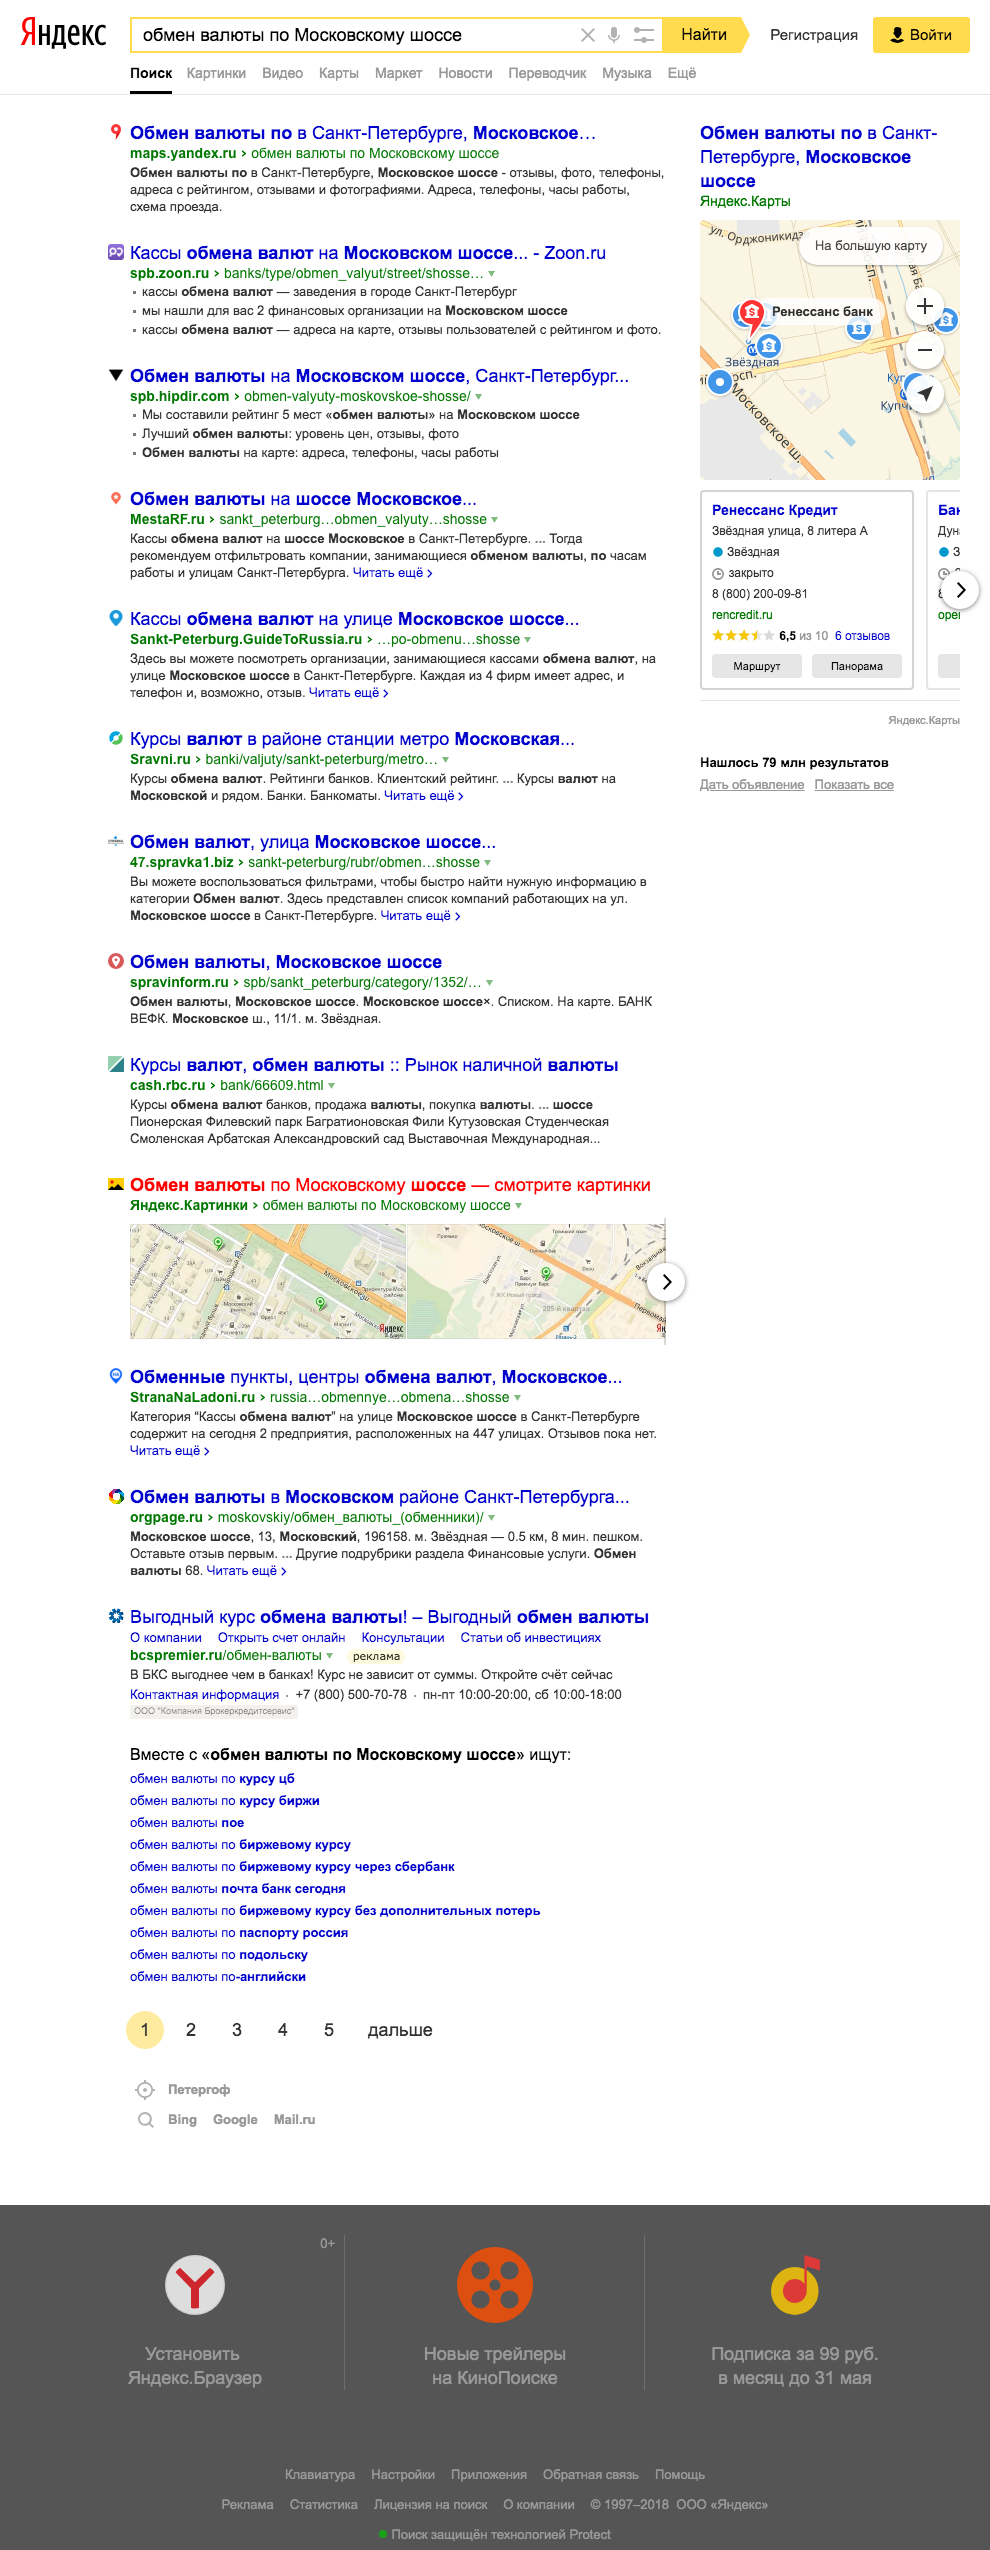 Яндекс
обмен валюты по Московскому шоссе
Найти
Регистрация
Войти
Поиск Картинки Видео Карты Маркет Новости Переводчик Музыка Ещё
Обмен валюты по в Санкт-Петербурге, Московское...
maps.yandex.ru › обмен валюты по Московскому шоссе
Обмен валюты по в Санкт-Петербурге, Московское шоссе - отзывы, фото, телефоны,
адреса с рейтингом, отзывами и фотографиями. Адреса, телефоны, часы работы,
схема проезда.
Кассы обмена валют на Московском шоссе... - Zoon.ru
spb.zoon.ru › banks/type/obmen_valyut/street/shosse...
• кассы обмена валют — заведения в городе Санкт-Петербург
• мы нашли для вас 2 финансовых организации на Московском шоссе
• кассы обмена валют — адреса на карте, отзывы пользователей с рейтингом и фото.
Обмен валюты на Московском шоссе, Санкт-Петербург...
spb.hipdir.com › obmen-valyuty-moskovskoe-shosse/
• Мы составили рейтинг 5 мест «обмен валюты» на Московском шоссе
• Лучший обмен валюты: уровень цен, отзывы, фото
• Обмен валюты на карте: адреса, телефоны, часы работы
Обмен валюты на шоссе Московское...
MestaRF.ru › sankt_peterburg...obmen_valyuty...shosse
Кассы обмена валют на шоссе Московское в Санкт-Петербурге. ... Тогда
рекомендуем отфильтровать компании, занимающиеся обменом валюты, по часам
работы и улицам Санкт-Петербурга. Читать ещё ›
Кассы обмена валют на улице Московское шоссе...
Sankt-Peterburg.GuideToRussia.ru › ...po-obmenu...shosse
Здесь вы можете посмотреть организации, занимающиеся кассами обмена валют, на
улице Московское шоссе в Санкт-Петербурге. Каждая из 4 фирм имеет адрес, и
телефон и, возможно, отзыв. Читать ещё ›
Курсы валют в районе станции метро Московская...
Sravni.ru › banki/valjuty/sankt-peterburg/metro...
Курсы обмена валют. Рейтинги банков. Клиентский рейтинг. ... Курсы валют на
Московской и рядом. Банки. Банкоматы. Читать ещё ›
Обмен валют, улица Московское шоссе...
47.spravka1.biz › sankt-peterburg/rubr/obmen...shosse
Вы можете воспользоваться фильтрами, чтобы быстро найти нужную информацию в
категории Обмен валют. Здесь представлен список компаний работающих на ул.
Московское шоссе в Санкт-Петербурге. Читать ещё ›
Обмен валюты, Московское шоссе
spravinform.ru › spb/sankt_peterburg/category/1352/...
Обмен валюты, Московское шоссе. Московское шоссе×. Списком. На карте. БАНК
ВЕФК. Московское ш., 11/1. м. Звёздная.
Курсы валют, обмен валюты :: Рынок наличной валюты
cash.rbc.ru › bank/66609.html
Курсы обмена валют банков, продажа валюты, покупка валюты. ... шоссе
Пионерская Филевский парк Багратионовская Фили Кутузовская Студенческая
Смоленская Арбатская Александровский сад Выставочная Международная...
Обмен валюты по Московскому шоссе — смотрите картинки
Яндекс.Картинки › обмен валюты по Московскому шоссе
Обменные пункты, центры обмена валют, Московское...
StranaNaLadoni.ru › russia...obmennye...obmena...shosse
Категория "Кассы обмена валют" на улице Московское шоссе в Санкт-Петербурге
содержит на сегодня 2 предприятия, расположенных на 447 улицах. Отзывов пока нет.
Читать ещё ›
Обмен валюты в Московском районе Санкт-Петербурга...
orgpage.ru › moskovskiy/обмен_валюты_(обменники)/
Московское шоссе, 13, Московский, 196158. м. Звёздная — 0.5 км, 8 мин. пешком.
Оставьте отзыв первым. ... Другие подрубрики раздела Финансовые услуги. Обмен
валюты 68. Читать ещё ›
Выгодный курс обмена валюты! – Выгодный обмен валюты
О компании Открыть счет онлайн Консультации Статьи об инвестициях
bcspremier.ru/обмен-валюты реклама
В БКС выгоднее чем в банках! Курс не зависит от суммы. Откройте счёт сейчас
Контактная информация · +7 (800) 500-70-78 · пн-пт 10:00-20:00, сб 10:00-18:00
ООО "Компания Брокеркредитсервис"
Вместе с «обмен валюты по Московскому шоссе» ищут:
обмен валюты по курсу цб
обмен валюты по курсу биржи
обмен валюты пое
обмен валюты по биржевому курсу
обмен валюты по биржевому курсу через сбербанк
обмен валюты почта банк сегодня
обмен валюты по биржевому курсу без дополнительных потерь
обмен валюты по паспорту россия
обмен валюты по подольску
обмен валюты по-английски
1 2 3 4 5 дальше
Петергоф
Bing Google Mail.ru
Обмен валюты по в Санкт-
Петербурге, Московское
шоссе
Яндекс.Карты
ул. Орджоникидзе
На большую карту
Ренессанс банк
Звёздная
Московское ш.
Ренессанс Кредит
Звёздная улица, 8 литера А
Звёздная
закрыто
8 (800) 200-09-81
rencredit.ru
6,5 из 10 6 отзывов
Маршрут Панорама
Яндекс.Карты
Нашлось 79 млн результатов
Дать объявление Показать все
0+
Установить
Яндекс.Браузер
Новые трейлеры
на КиноПоиске
Подписка за 99 руб.
в месяц до 31 мая
Клавиатура Настройки Приложения Обратная связь Помощь
Реклама Статистика Лицензия на поиск О компании © 1997–2018 ООО «Яндекс»
Поиск защищён технологией Protect